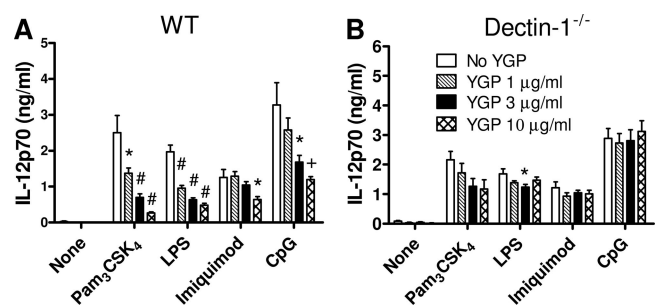 A
WT
IL-12p70 (ng/ml)
5
4
3
2
1
0
*
#
#
#
#
#
*
*
+
None
Pam₃CSK₄
LPS
Imiquimod
CpG
B
Dectin-1⁻/⁻
IL-12p70 (ng/ml)
6
5
4
3
2
1
0
No YGP
YGP 1 µg/ml
YGP 3 µg/ml
YGP 10 µg/ml
*
None
Pam₃CSK₄
LPS
Imiquimod
CpG